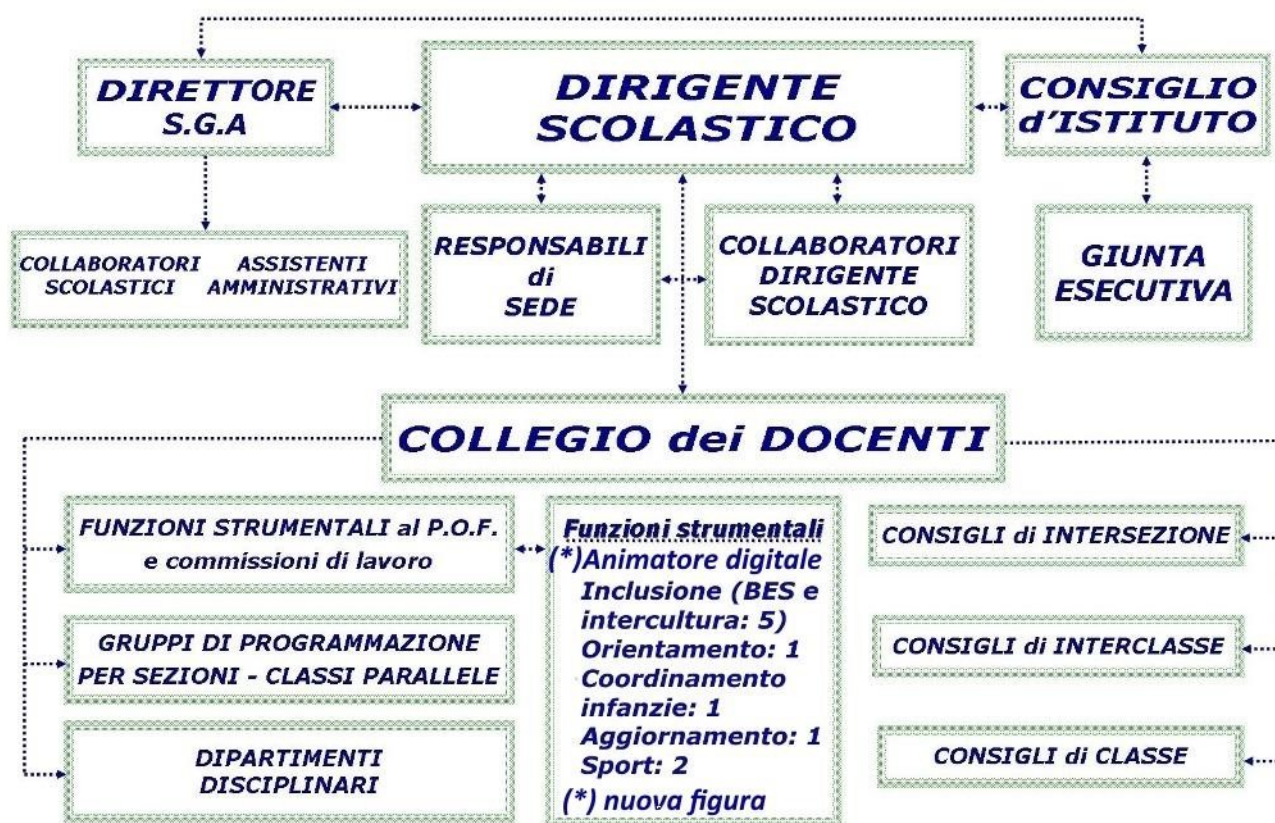 DIRETTORE
S.G.A
DIRIGENTE
SCOLASTICO
CONSIGLIO
d'ISTITUTO
COLLABORATORI
SCOLASTICI
ASSISTENTI
AMMINISTRATIVI
RESPONSABILI
di
SEDE
COLLABORATORI
DIRIGENTE
SCOLASTICO
GIUNTA
ESECUTIVA
COLLEGIO dei DOCENTI
FUNZIONI STRUMENTALI al P.O.F.
e commissioni di lavoro
GRUPPI DI PROGRAMMAZIONE
PER SEZIONI - CLASSI PARALLELE
DIPARTIMENTI
DISCIPLINARI
Funzioni strumentali
(*)Animatore digitale
Inclusione (BES e
intercultura: 5)
Orientamento: 1
Coordinamento
infanzie: 1
Aggiornamento: 1
Sport: 2
(*) nuova figura
CONSIGLI di INTERSEZIONE
CONSIGLI di INTERCLASSE
CONSIGLI di CLASSE